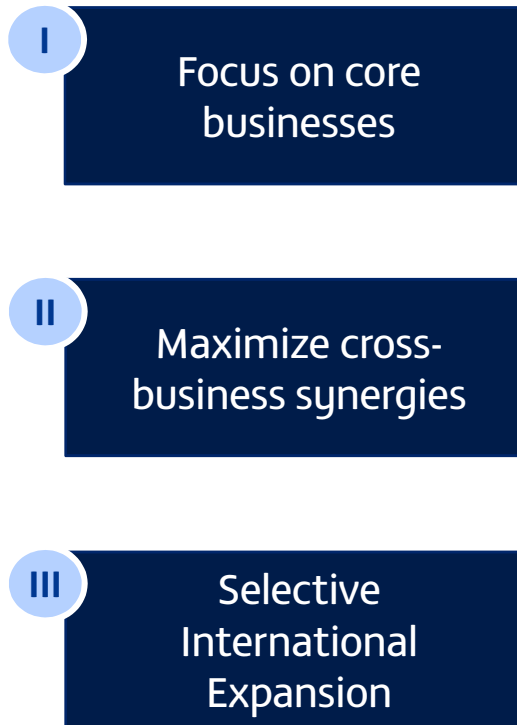 I
Focus on core
businesses
II
Maximize cross-
business synergies
III
Selective
International
Expansion